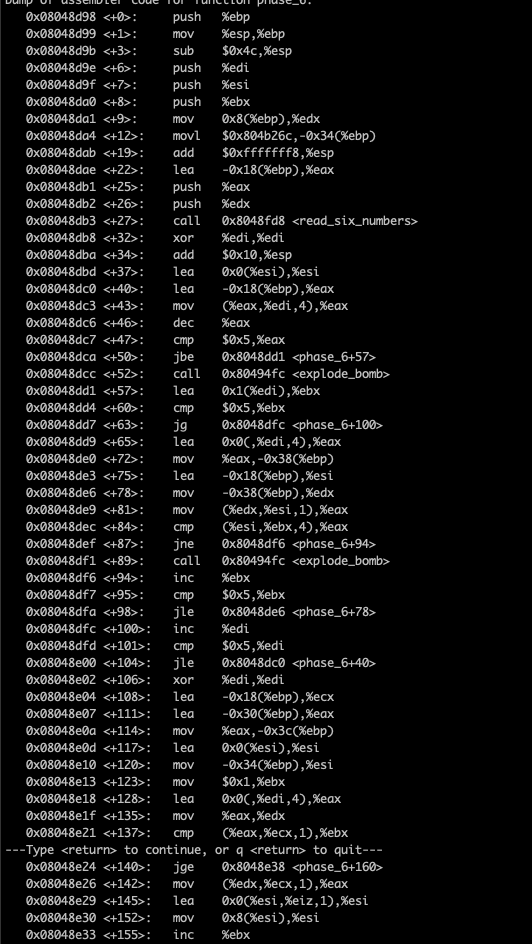 Dump of assembler code for function phase_6:
0x08048d98 <+0>: push %ebp
0x08048d99 <+1>: mov %esp,%ebp
0x08048d9b <+3>: sub $0x4c,%esp
0x08048d9e <+6>: push %edi
0x08048d9f <+7>: push %esi
0x08048da0 <+8>: push %ebx
0x08048da1 <+9>: mov 0x8(%ebp),%edx
0x08048da4 <+12>: movl $0x804b26c,-0x34(%ebp)
0x08048dab <+19>: add $0xfffffff8,%esp
0x08048dae <+22>: lea -0x18(%ebp),%eax
0x08048db1 <+25>: push %eax
0x08048db2 <+26>: push %edx
0x08048db3 <+27>: call 0x8048fd8 <read_six_numbers>
0x08048db8 <+32>: xor %edi,%edi
0x08048dba <+34>: add $0x10,%esp
0x08048dbd <+37>: lea 0x0(%esi),%esi
0x08048dc0 <+40>: lea -0x18(%ebp),%eax
0x08048dc3 <+43>: mov (%eax,%edi,4),%eax
0x08048dc6 <+46>: dec %eax
0x08048dc7 <+47>: cmp $0x5,%eax
0x08048dca <+50>: jbe 0x8048dd1 <phase_6+57>
0x08048dcc <+52>: call 0x80494fc <explode_bomb>
0x08048dd1 <+57>: lea 0x1(%edi),%ebx
0x08048dd4 <+60>: cmp $0x5,%ebx
0x08048dd7 <+63>: jg 0x8048dfc <phase_6+100>
0x08048dd9 <+65>: lea 0x0(,%edi,4),%eax
0x08048de0 <+72>: mov %eax,-0x38(%ebp)
0x08048de3 <+75>: lea -0x18(%ebp),%esi
0x08048de6 <+78>: mov -0x38(%ebp),%edx
0x08048de9 <+81>: mov (%edx,%esi,1),%eax
0x08048dec <+84>: cmp (%esi,%ebx,4),%eax
0x08048def <+87>: jne 0x8048df6 <phase_6+94>
0x08048df1 <+89>: call 0x80494fc <explode_bomb>
0x08048df6 <+94>: inc %ebx
0x08048df7 <+95>: cmp $0x5,%ebx
0x08048dfa <+98>: jle 0x8048de6 <phase_6+78>
0x08048dfc <+100>: inc %edi
0x08048dfd <+101>: cmp $0x5,%edi
0x08048e00 <+104>: jle 0x8048dc0 <phase_6+40>
0x08048e02 <+106>: xor %edi,%edi
0x08048e04 <+108>: lea -0x18(%ebp),%ecx
0x08048e07 <+111>: lea -0x30(%ebp),%eax
0x08048e0a <+114>: mov %eax,-0x3c(%ebp)
0x08048e0d <+117>: lea 0x0(%esi),%esi
0x08048e10 <+120>: mov -0x34(%ebp),%esi
0x08048e13 <+123>: mov $0x1,%ebx
0x08048e18 <+128>: lea 0x0(,%edi,4),%eax
0x08048e1f <+135>: mov %eax,%edx
0x08048e21 <+137>: cmp (%eax,%ecx,1),%ebx
---Type <return> to continue, or q <return> to quit---
0x08048e24 <+140>: jge 0x8048e38 <phase_6+160>
0x08048e26 <+142>: mov (%edx,%ecx,1),%eax
0x08048e29 <+145>: lea 0x0(%esi,%eiz,1),%esi
0x08048e30 <+152>: mov 0x8(%esi),%esi
0x08048e33 <+155>: inc %ebx